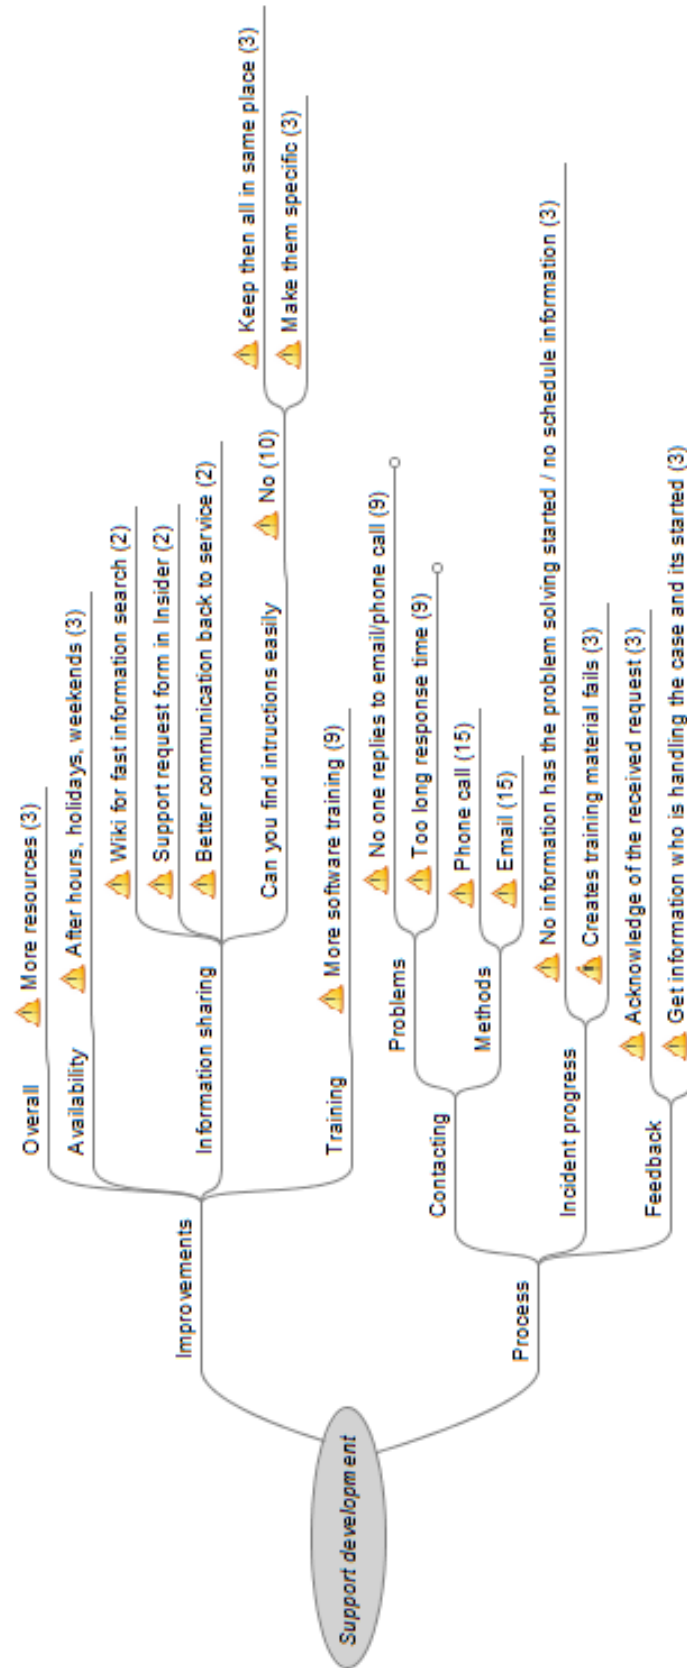 Support development
Improvements
Overall
More resources (3)
Availability
After hours, holidays, weekends (3)
Information sharing
Wiki for fast information search (2)
Support request form in Insider (2)
Better communication back to service (2)
Can you find intructions easily
No (10)
Keep then all in same place (3)
Make them specific (3)
Training
More software training (9)
Process
Contacting
Problems
No one replies to email/phone call (9)
Too long response time (9)
Methods
Phone call (15)
Email (15)
Incident progress
No information has the problem solving started / no schedule information (3)
Creates training material fails (3)
Feedback
Acknowledge of the received request (3)
Get information who is handling the case and its started (3)